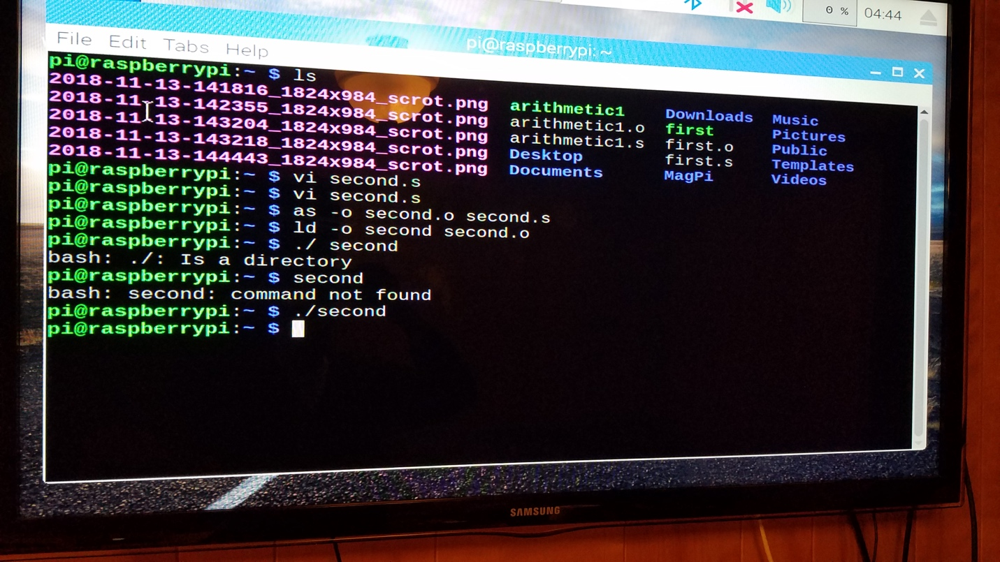 0 % 04:44
pi@raspberrypi: ~
File Edit Tabs Help
pi@raspberrypi:~ $ ls
2018-11-13-141816_1824x984_scrot.png arithmetic1 Downloads Music
2018-11-13-142355_1824x984_scrot.png arithmetic1.o first Pictures
2018-11-13-143204_1824x984_scrot.png arithmetic1.s first.o Public
2018-11-13-143218_1824x984_scrot.png Desktop first.s Templates
2018-11-13-144443_1824x984_scrot.png Documents MagPi Videos
pi@raspberrypi:~ $ vi second.s
pi@raspberrypi:~ $ vi second.s
pi@raspberrypi:~ $ as -o second.o second.s
pi@raspberrypi:~ $ ld -o second second.o
pi@raspberrypi:~ $ ./ second
bash: ./: Is a directory
pi@raspberrypi:~ $ second
bash: second: command not found
pi@raspberrypi:~ $ ./second
pi@raspberrypi:~ $
SAMSUNG